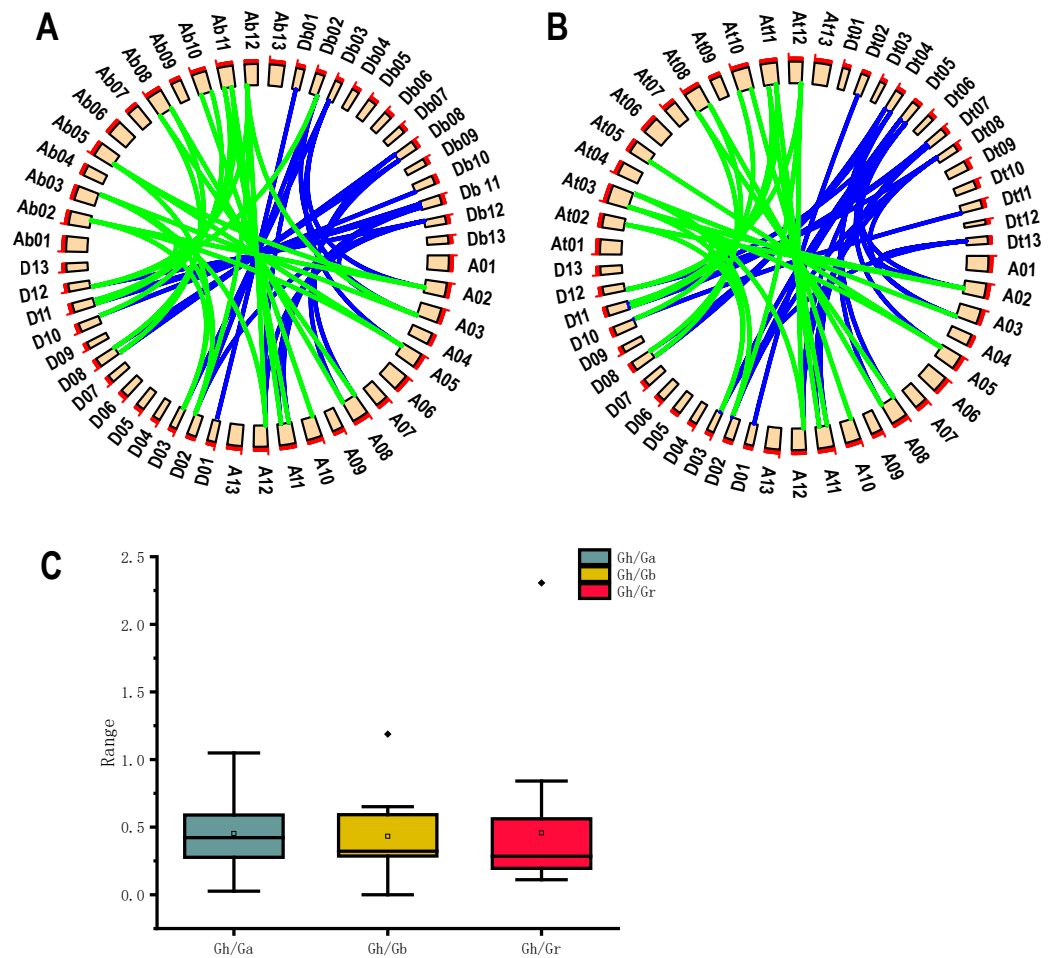 A
Ab01
Ab02
Ab03
Ab04
Ab05
Ab06
Ab07
Ab08
Ab09
Ab10
Ab11
Ab12
Ab13
Db01
Db02
Db03
Db04
Db05
Db06
Db07
Db08
Db09
Db10
Db 11
Db12
Db13
A01
A02
A03
A04
A05
A06
A07
A08
A09
A10
A11
A12
A13
D01
D02
D03
D04
D05
D06
D07
D08
D09
D10
D11
D12
D13
B
At01
At02
At03
At04
At05
At06
At07
At08
At09
At10
At11
At12
At13
Dt01
Dt02
Dt03
Dt04
Dt05
Dt06
Dt07
Dt08
Dt09
Dt10
Dt11
Dt12
Dt13
A01
A02
A03
A04
A05
A06
A07
A08
A09
A10
A11
A12
A13
D01
D02
D03
D04
D05
D06
D07
D08
D09
D10
D11
D12
D13
C
Gh/Ga
Gh/Gb
Gh/Gr
Range
2.5
2.0
1.5
1.0
0.5
0.0
Gh/Ga
Gh/Gb
Gh/Gr